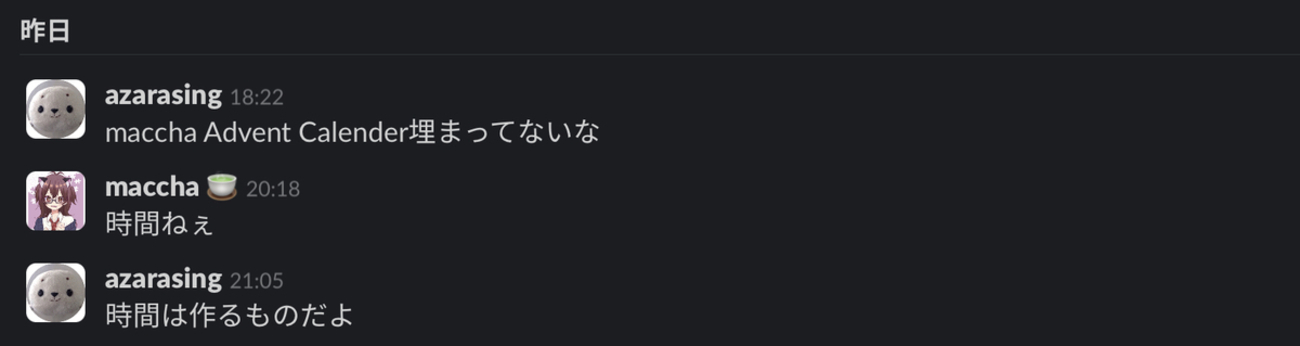 昨日
azarasing 18:22
maccha Advent Calender埋まってないな
maccha 🍵 20:18
時間ねぇ
azarasing 21:05
時間は作るものだよ